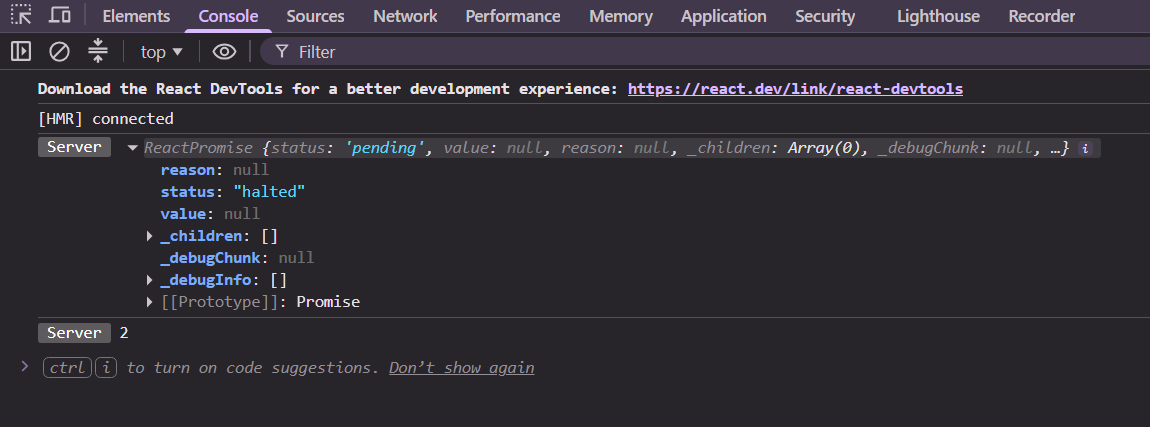 Elements Console Sources Network Performance Memory Application Security Lighthouse Recorder
top Filter
Download the React DevTools for a better development experience: https://react.dev/link/react-devtools
[HMR] connected
Server ReactPromise {status: 'pending', value: null, reason: null, _children: Array(0), _debugChunk: null, …} i
reason: null
status: "halted"
value: null
_children: []
_debugChunk: null
_debugInfo: []
[[Prototype]]: Promise
Server 2
ctrl i to turn on code suggestions. Don’t show again